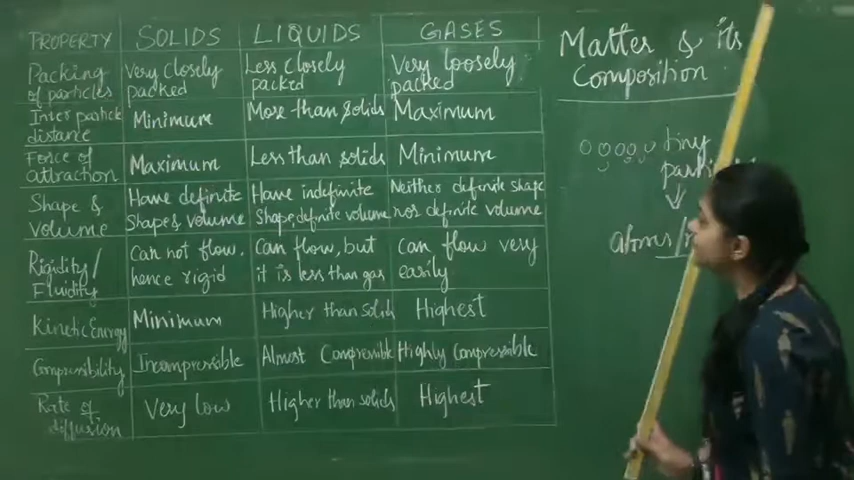 PROPERTY SOLIDS LIQUIDS GASES
Packing of particles Very closely packed Less closely packed Very loosely packed
Inter particle distance Minimum More than solids Maximum
Force of attraction Maximum Less than solids Minimum
Shape & Volume Have definite Shape & volume Have indefinite Shape, definite volume Neither definite shape nor definite volume
Rigidity/ Fluidity Can not flow. hence rigid Can flow, but it is less than gas can flow very easily
Kinetic Energy Minimum Higher than solids Highest
Compressibility Incompressible Almost Compressible Highly Compressible
Rate of diffusion Very low Higher than solids Highest
Matter & its
Composition
tiny
atoms/